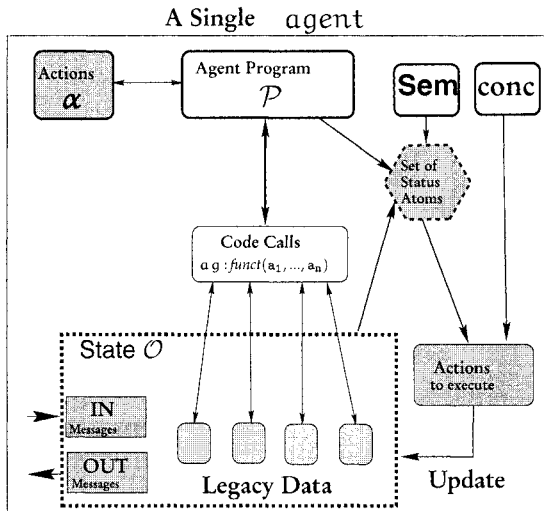 A Single agent
Actions
α
Agent Program
𝒫
Sem
conc
Set of
Status
Atoms
Code Calls
ag:funct(a₁,...,aₙ)
State 𝒪
Actions
to execute
IN
Messages
OUT
Messages
Legacy Data
Update